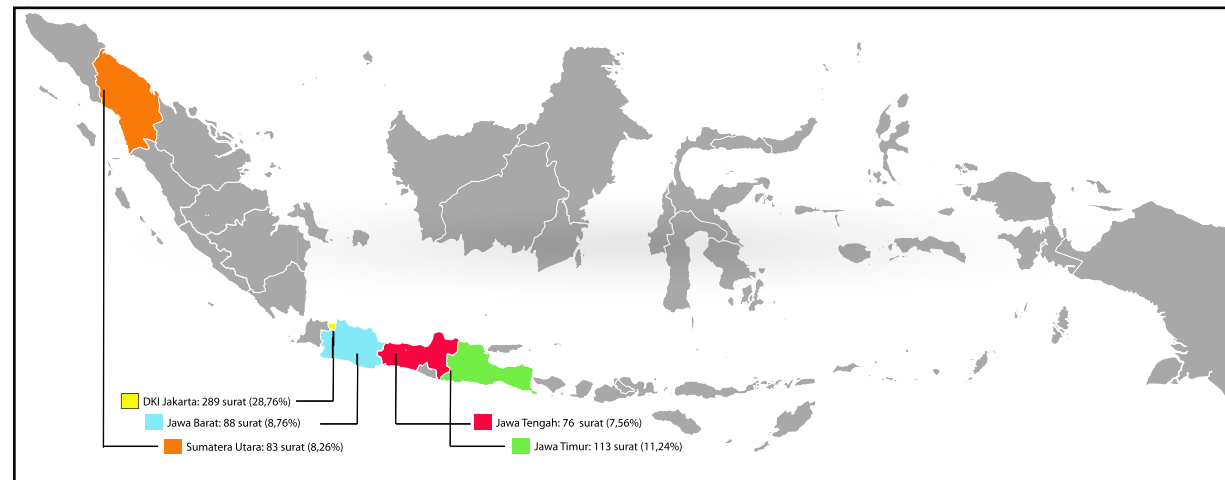 DKI Jakarta: 289 surat (28,76%)
Jawa Barat: 88 surat (8,76%)
Jawa Tengah: 76 surat (7,56%)
Sumatera Utara: 83 surat (8,26%)
Jawa Timur: 113 surat (11,24%)